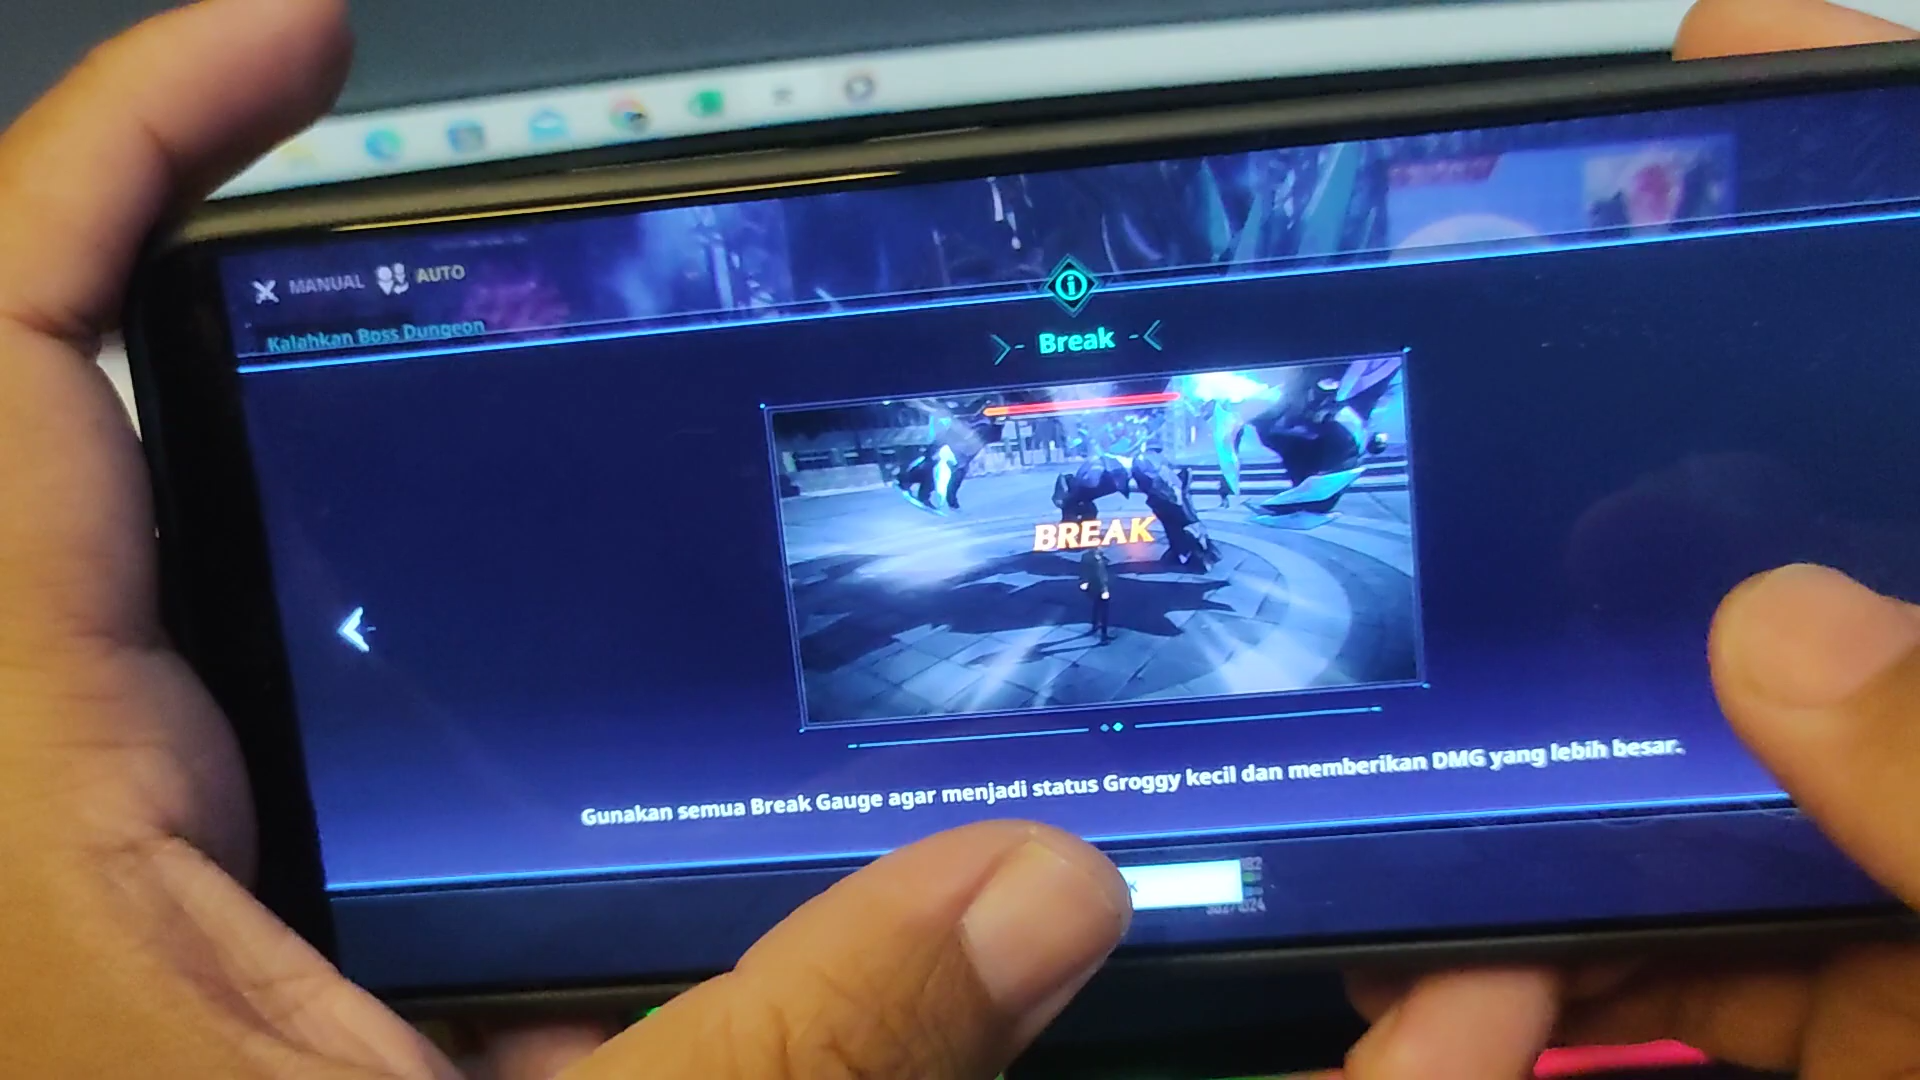 MANUAL AUTO
Kalahkan Boss Dungeon
Break
BREAK
Gunakan semua Break Gauge agar menjadi status Groggy kecil dan memberikan DMG yang lebih besar.